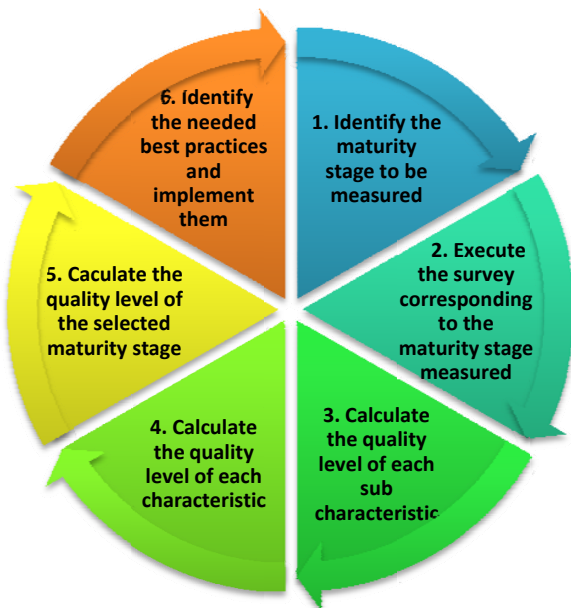 1. Identify the
maturity
stage to be
measured
2. Execute
the survey
corresponding
to the
maturity stage
measured
3. Calculate
the quality
level of each
sub
characteristic
4. Calculate
the quality
level of each
characteristic
5. Caculate the
quality level of
the selected
maturity stage
6. Identify
the needed
best practices
and
implement
them